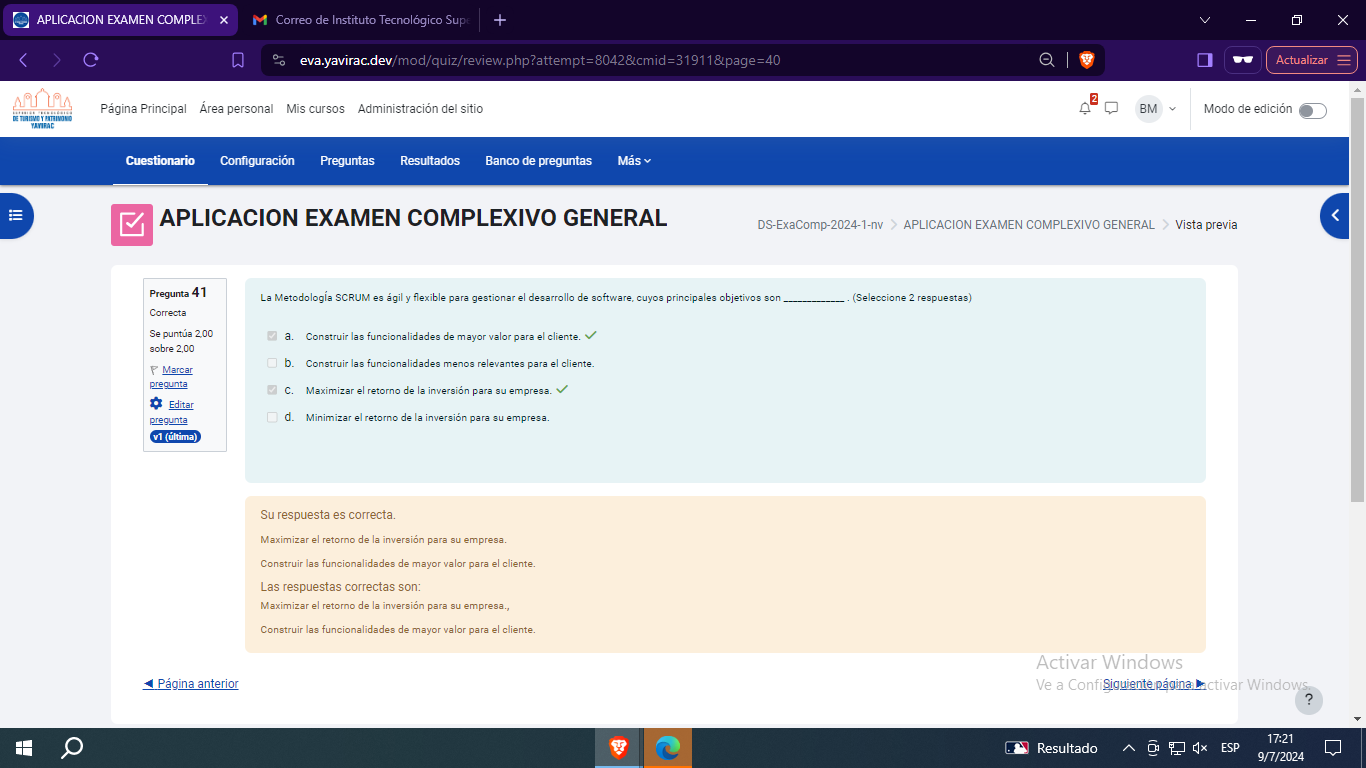 APLICACION EXAMEN COMPLEX
Correo de Instituto Tecnológico Supe
eva.yavirac.dev/mod/quiz/review.php?attempt=8042&cmid=31911&page=40
Actualizar
DE TURISMO Y PATRIMONIO
YAVIRAC
Página Principal Área personal Mis cursos Administración del sitio
2
BM
Modo de edición
Cuestionario Configuración Preguntas Resultados Banco de preguntas Más
APLICACION EXAMEN COMPLEXIVO GENERAL
DS-ExaComp-2024-1-nv APLICACION EXAMEN COMPLEXIVO GENERAL Vista previa
Pregunta 41
Correcta
Se puntúa 2,00
sobre 2,00
Marcar
pregunta
Editar
pregunta
v1 (última)
La Metodología SCRUM es ágil y flexible para gestionar el desarrollo de software, cuyos principales objetivos son _____________ . (Seleccione 2 respuestas)
a. Construir las funcionalidades de mayor valor para el cliente.
b. Construir las funcionalidades menos relevantes para el cliente.
c. Maximizar el retorno de la inversión para su empresa.
d. Minimizar el retorno de la inversión para su empresa.
Su respuesta es correcta.
Maximizar el retorno de la inversión para su empresa.
Construir las funcionalidades de mayor valor para el cliente.
Las respuestas correctas son:
Maximizar el retorno de la inversión para su empresa.,
Construir las funcionalidades de mayor valor para el cliente.
◄ Página anterior
Siguiente página ►
Activar Windows
Ve a Configuración para activar Windows.
?
Resultado
ESP
17:21
9/7/2024